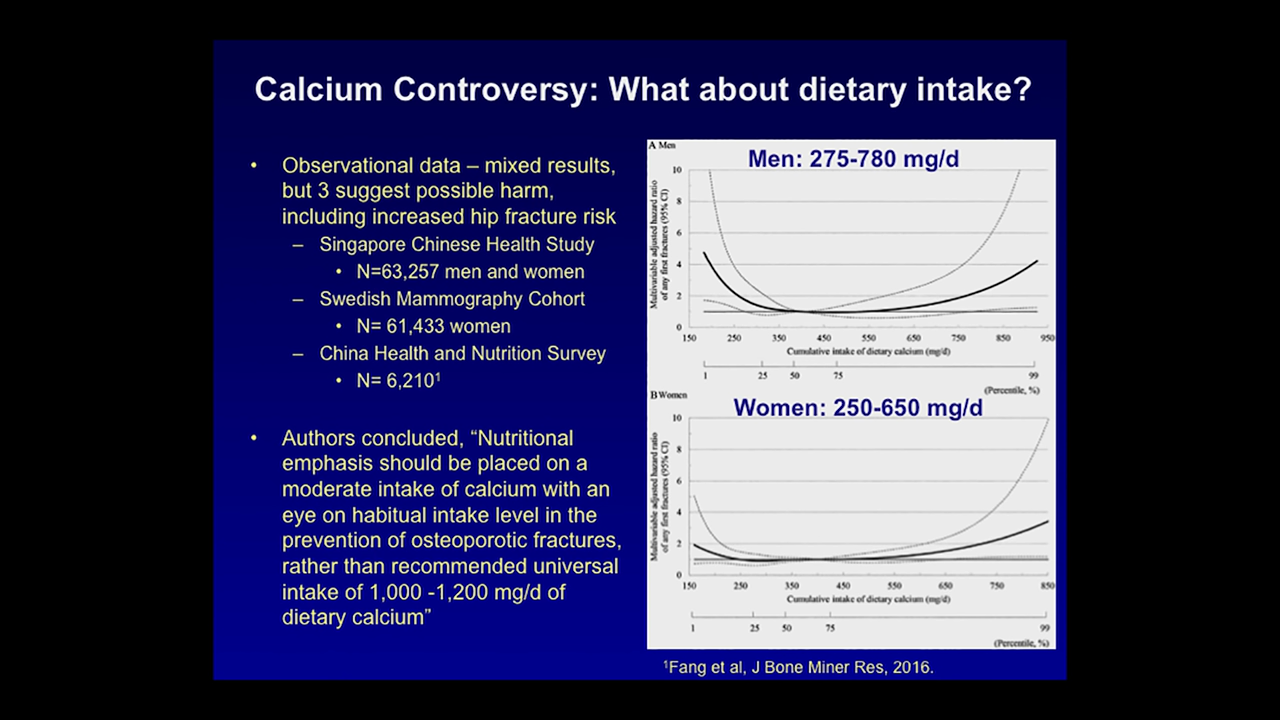 Calcium Controversy: What about dietary intake?
• Observational data – mixed results,
but 3 suggest possible harm,
including increased hip fracture risk
– Singapore Chinese Health Study
• N=63,257 men and women
– Swedish Mammography Cohort
• N= 61,433 women
– China Health and Nutrition Survey
• N= 6,210¹
• Authors concluded, “Nutritional
emphasis should be placed on a
moderate intake of calcium with an
eye on habitual intake level in the
prevention of osteoporotic fractures,
rather than recommended universal
intake of 1,000 -1,200 mg/d of
dietary calcium”
A Men
Men: 275-780 mg/d
Multivariable adjusted hazard ratio
of any first fractures (95% CI)
10
8
6
4
2
0
150 250 350 450 550 650 750 850 950
Cumulative intake of dietary calcium (mg/d)
1 25 50 75 99
(Percentile, %)
B Women
Women: 250-650 mg/d
Multivariable adjusted hazard ratio
of any first fractures (95% CI)
10
8
6
4
2
0
150 250 350 450 550 650 750 850
Cumulative intake of dietary calcium (mg/d)
1 25 50 75 99
(Percentile, %)
¹Fang et al, J Bone Miner Res, 2016.